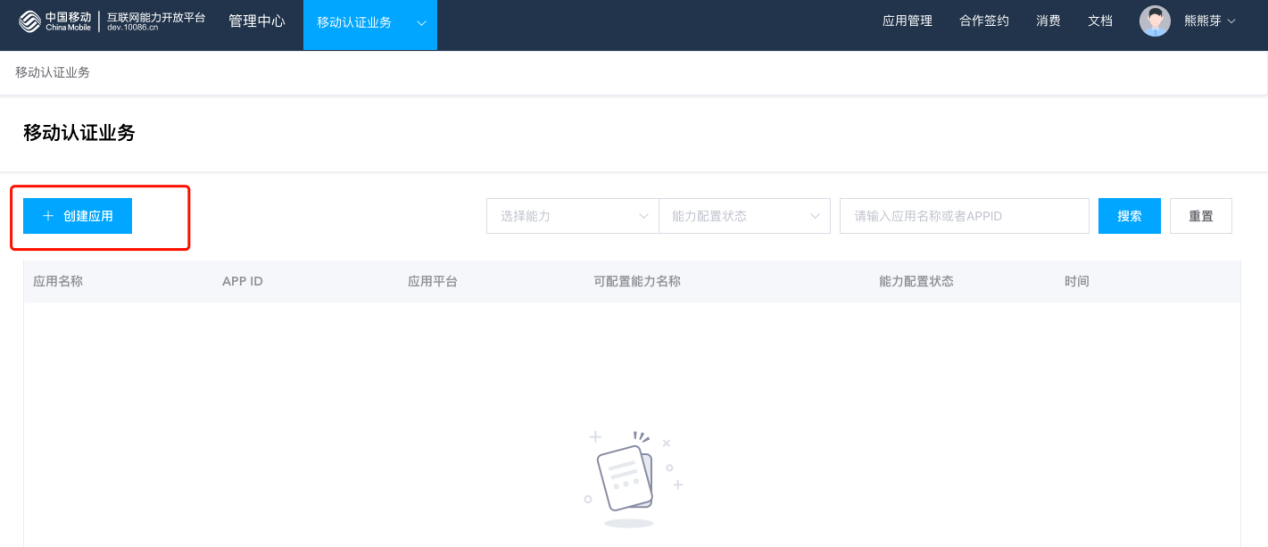 中国移动 China Mobile 互联网能力开放平台 dev.10086.cn 管理中心 移动认证业务 应用管理 合作签约 消费 文档 熊熊芽
移动认证业务
移动认证业务
+ 创建应用 选择能力 能力配置状态 请输入应用名称或者APPID 搜索 重置
应用名称 APP ID 应用平台 可配置能力名称 能力配置状态 时间